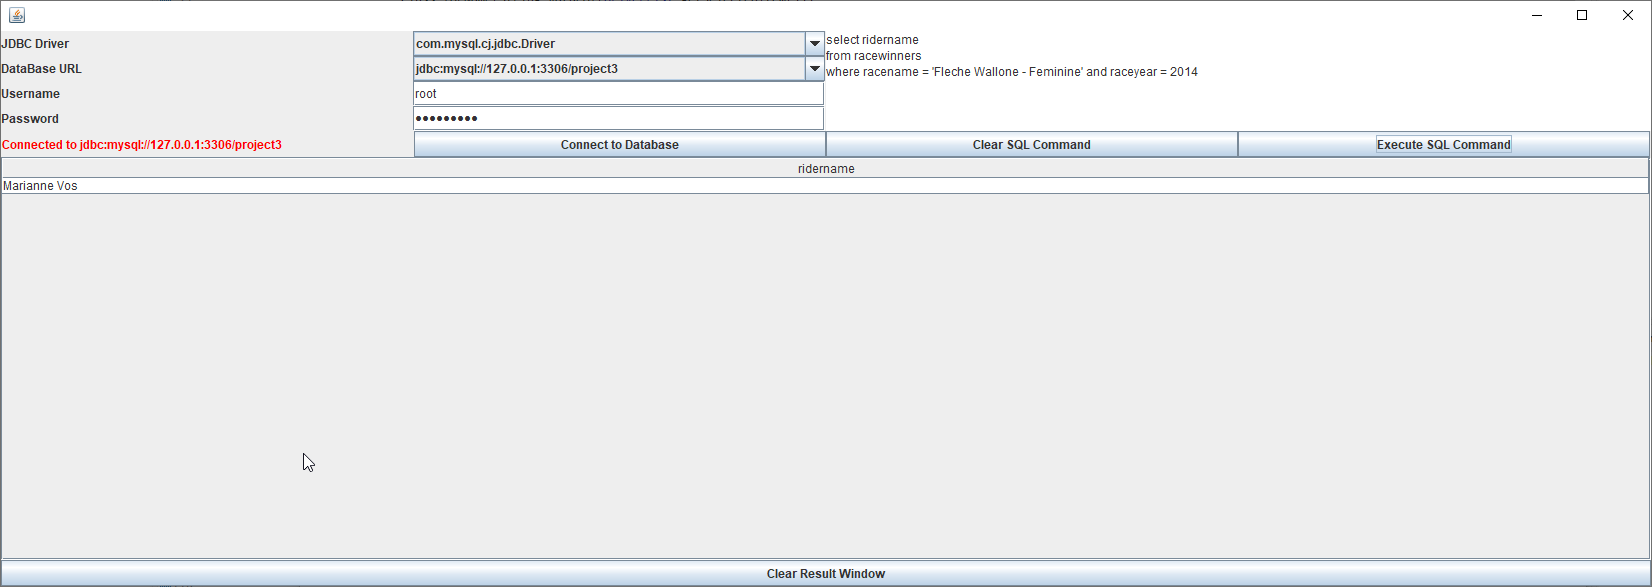 JDBC Driver
com.mysql.cj.jdbc.Driver
DataBase URL
jdbc:mysql://127.0.0.1:3306/project3
Username
root
Password
●●●●●●●●●
select ridername
from racewinners
where racename = 'Fleche Wallone - Feminine' and raceyear = 2014
Connected to jdbc:mysql://127.0.0.1:3306/project3
Connect to Database
Clear SQL Command
Execute SQL Command
ridername
Marianne Vos
Clear Result Window